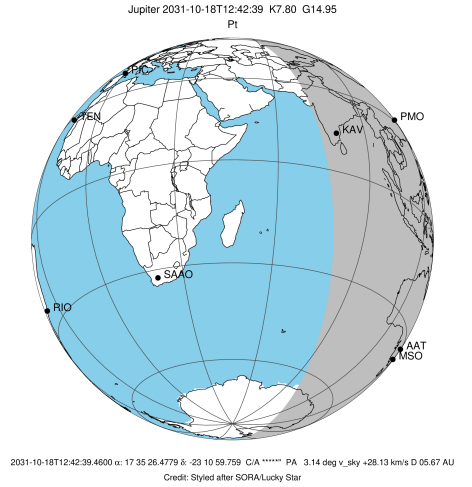 Jupiter 2031-10-18T12:42:39 K7.80 G14.95
Pt
TEN
KAV
PMO
SAAO
RIO
AAT
MSO
2031-10-18T12:42:39.4600 α: 17 35 26.4779 δ: -23 10 59.759 C/A *****" PA 3.14 deg v_sky +28.13 km/s D 05.67 AU
Credit: Styled after SORA/Lucky Star